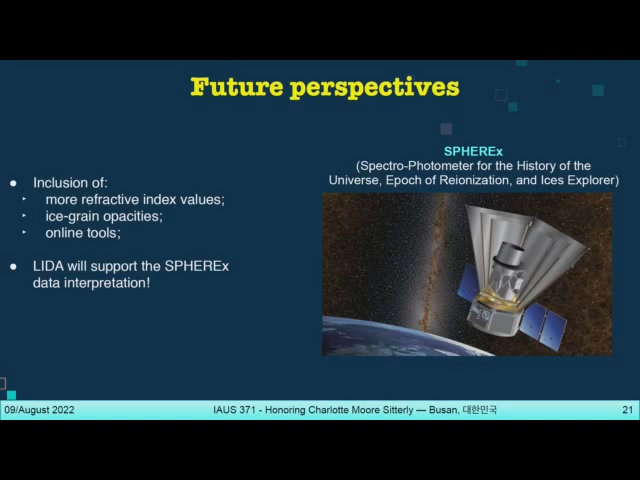 Future perspectives
● Inclusion of:
‣ more refractive index values;
‣ ice-grain opacities;
‣ online tools;
● LIDA will support the SPHEREx
data interpretation!
SPHEREx
(Spectro-Photometer for the History of the
Universe, Epoch of Reionization, and Ices Explorer)
09/August 2022
IAUS 371 - Honoring Charlotte Moore Sitterly — Busan, 대한민국
21